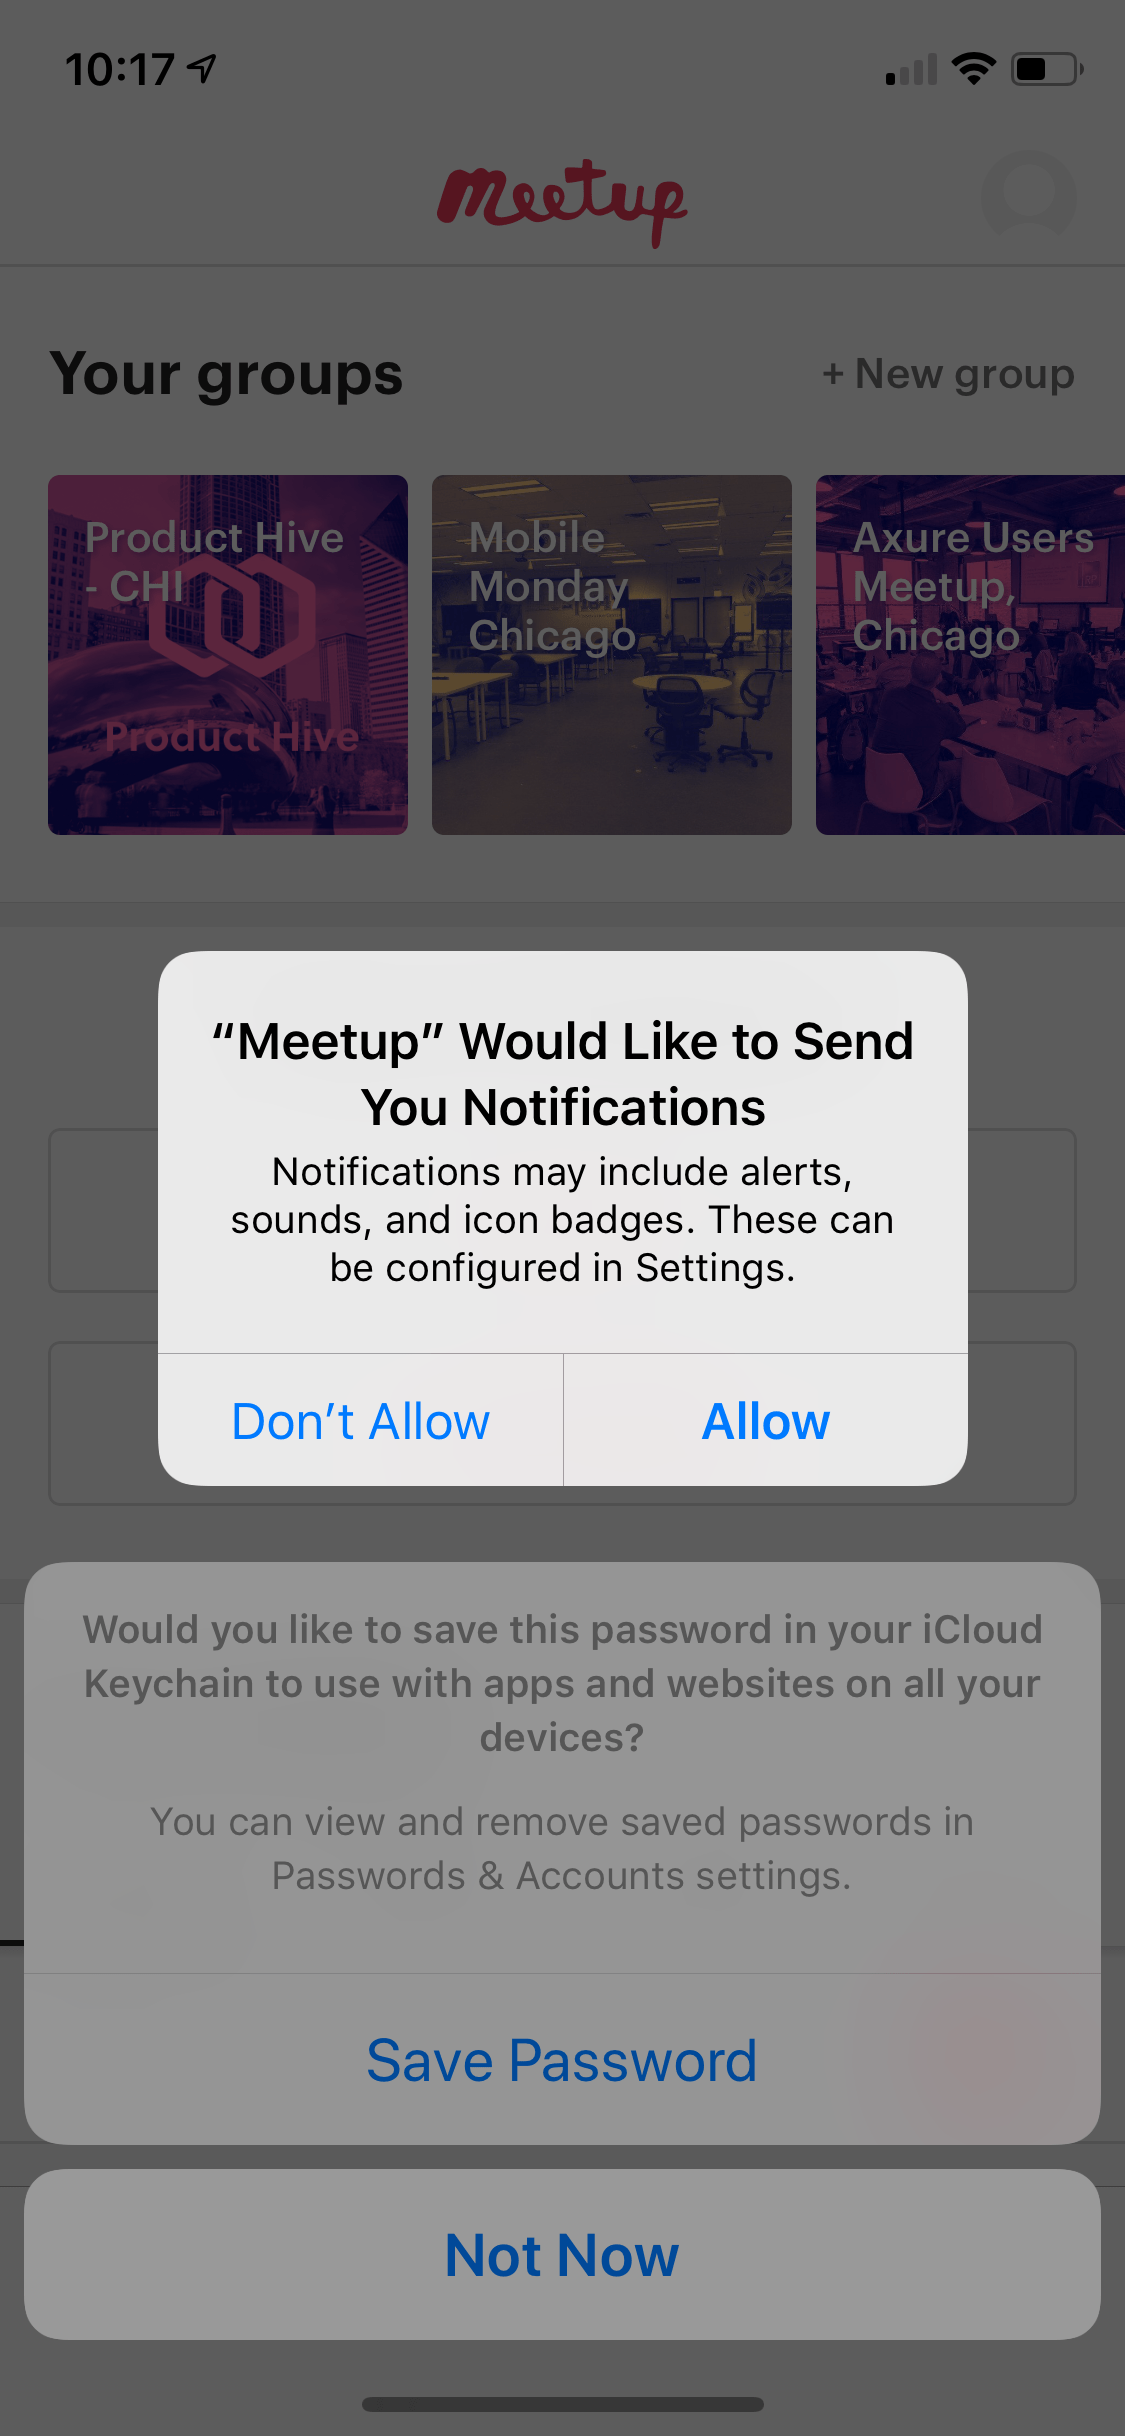 10:17
meetup
Your groups
+ New group
Product Hive
- CHI
Product Hive
Mobile
Monday
Chicago
Axure Users
Meetup,
Chicago
“Meetup” Would Like to Send
You Notifications
Notifications may include alerts,
sounds, and icon badges. These can
be configured in Settings.
Don’t Allow
Allow
Would you like to save this password in your iCloud
Keychain to use with apps and websites on all your
devices?
You can view and remove saved passwords in
Passwords & Accounts settings.
Save Password
Not Now